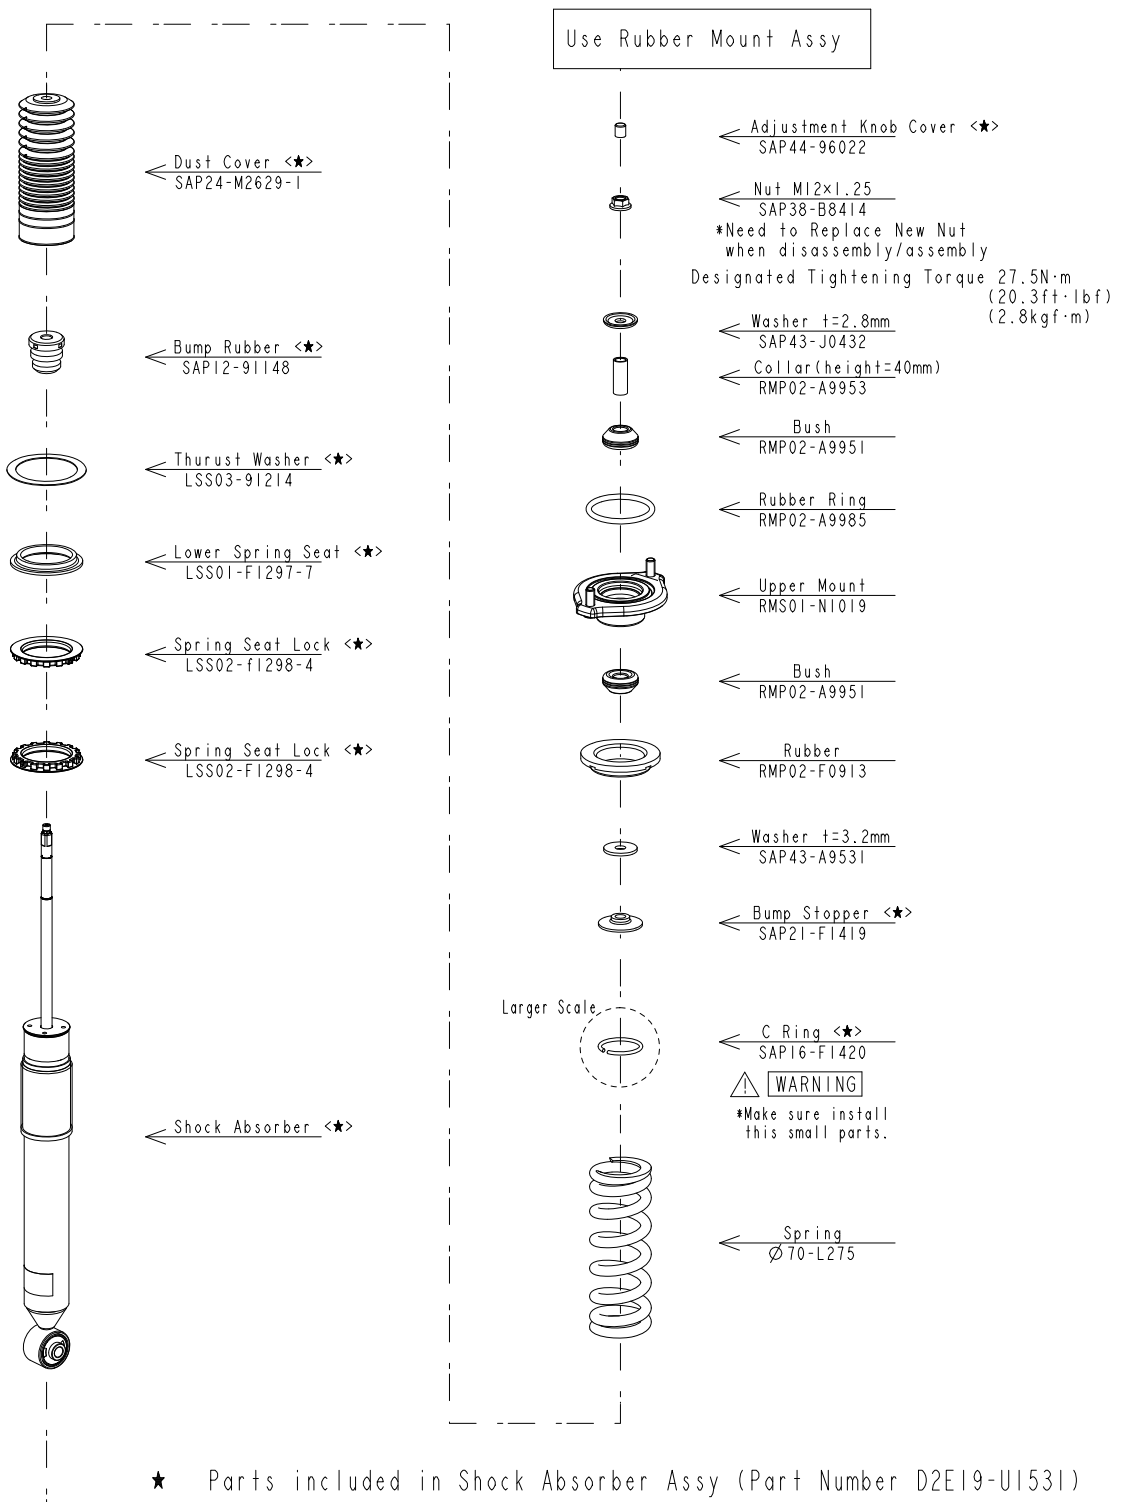 Use Rubber Mount Assy
Dust Cover <★>
SAP24-M2629-1
Bump Rubber <★>
SAP12-91148
Thurust Washer <★>
LSS03-91214
Lower Spring Seat <★>
LSS01-F1297-7
Spring Seat Lock <★>
LSS02-f1298-4
Spring Seat Lock <★>
LSS02-F1298-4
Shock Absorber <★>
Adjustment Knob Cover <★>
SAP44-96022
Nut M12×1.25
SAP38-B8414
*Need to Replace New Nut
when disassembly/assembly
Designated Tightening Torque 27.5N·m
(20.3ft·lbf)
(2.8kgf·m)
Washer t=2.8mm
SAP43-J0432
Collar(height=40mm)
RMP02-A9953
Bush
RMP02-A9951
Rubber Ring
RMP02-A9985
Upper Mount
RMS01-N1019
Bush
RMP02-A9951
Rubber
RMP02-F0913
Washer t=3.2mm
SAP43-A9531
Bump Stopper <★>
SAP21-F1419
Larger Scale
C Ring <★>
SAP16-F1420
⚠ WARNING
*Make sure install
this small parts.
Spring
Ø70-L275
★ Parts included in Shock Absorber Assy (Part Number D2E19-U1531)